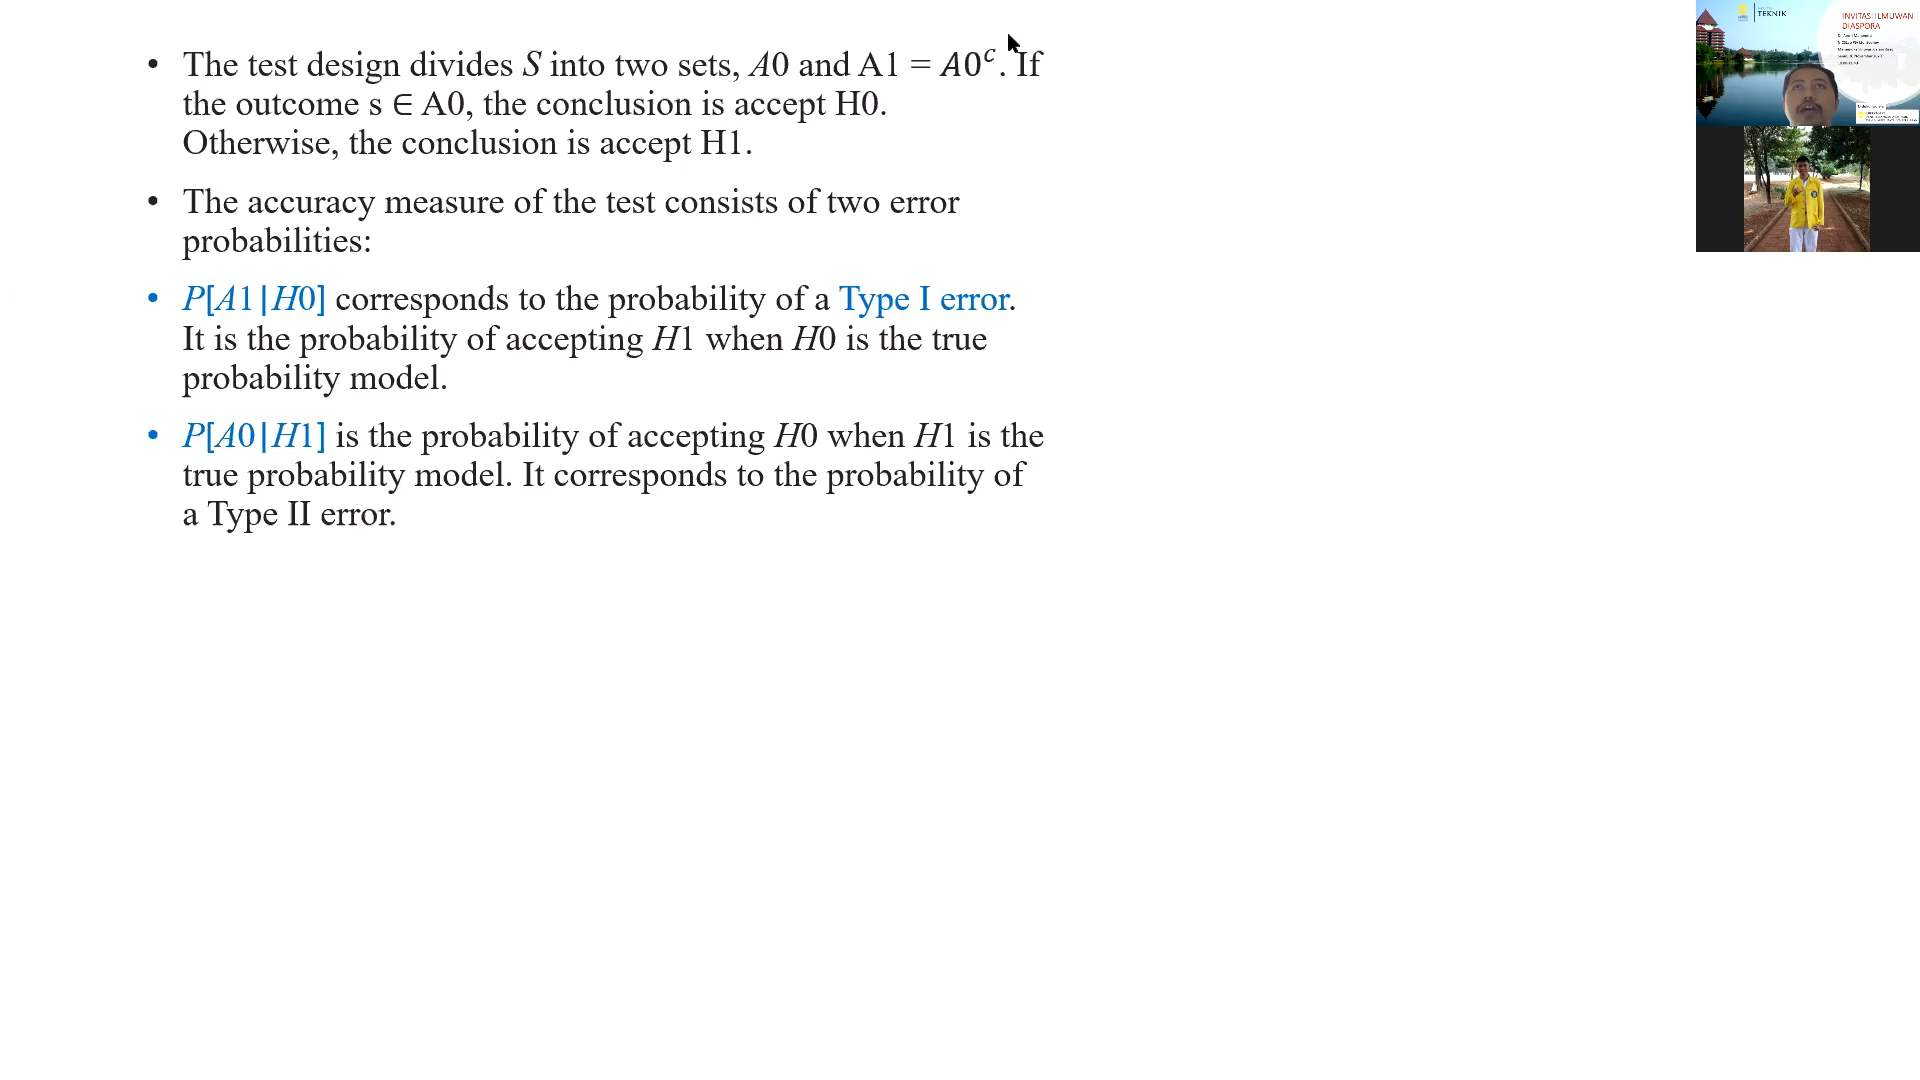 • The test design divides S into two sets, A0 and A1 = A0ᶜ. If
the outcome s ∈ A0, the conclusion is accept H0.
Otherwise, the conclusion is accept H1.
• The accuracy measure of the test consists of two error
probabilities:
• P[A1|H0] corresponds to the probability of a Type I error.
It is the probability of accepting H1 when H0 is the true
probability model.
• P[A0|H1] is the probability of accepting H0 when H1 is the
true probability model. It corresponds to the probability of
a Type II error.
TEKNIK
INVITASI ILMUWAN
DIASPORA